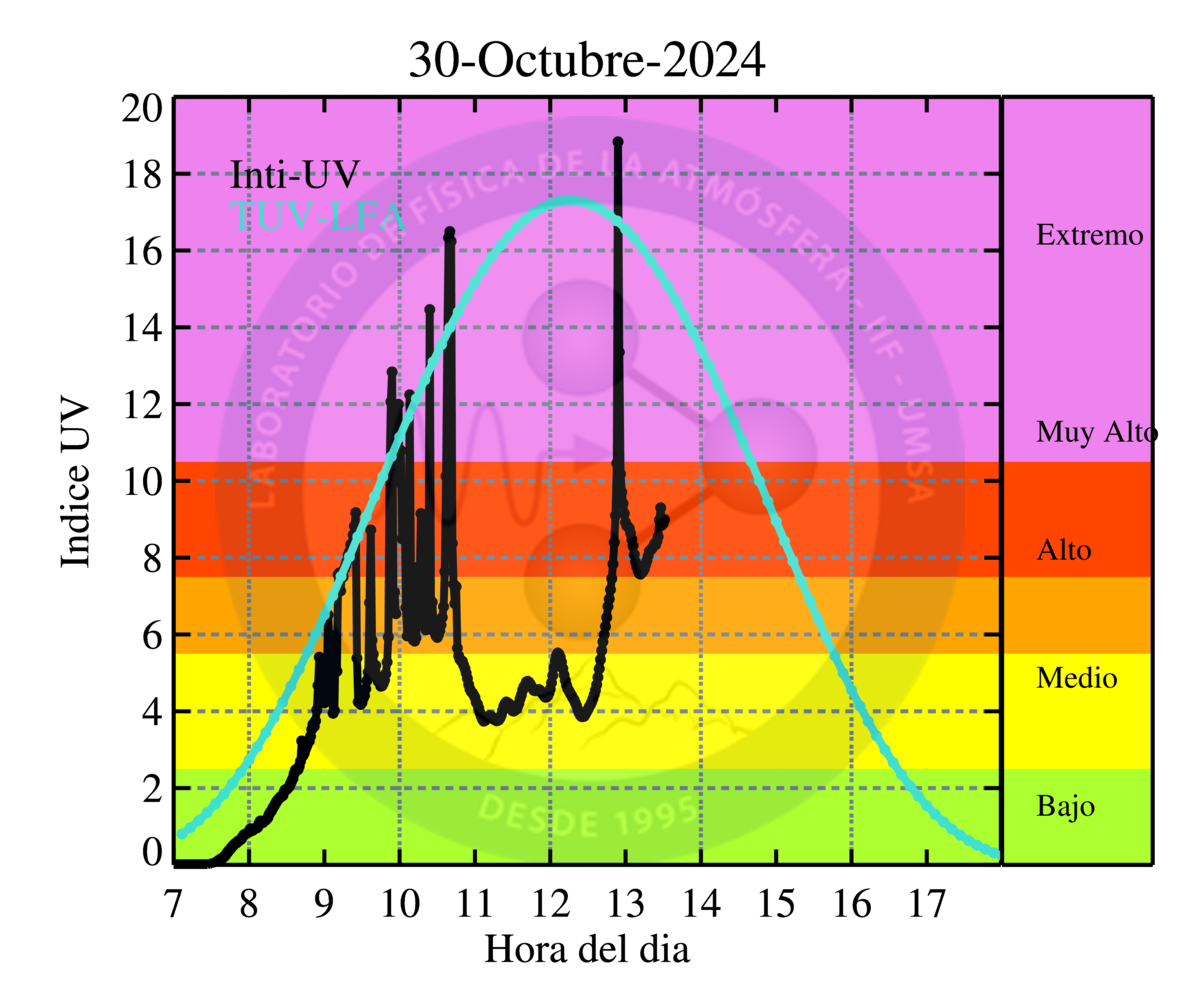 30-Octubre-2024
20
18
16
14
12
10
8
6
4
2
0
Indice UV
Inti-UV
TUV-LFA
LABORATORIO DE FÍSICA DE LA ATMÓSFERA - IIF - UMSA
DESDE 1995
Extremo
Muy Alto
Alto
Medio
Bajo
7 8 9 10 11 12 13 14 15 16 17
Hora del dia